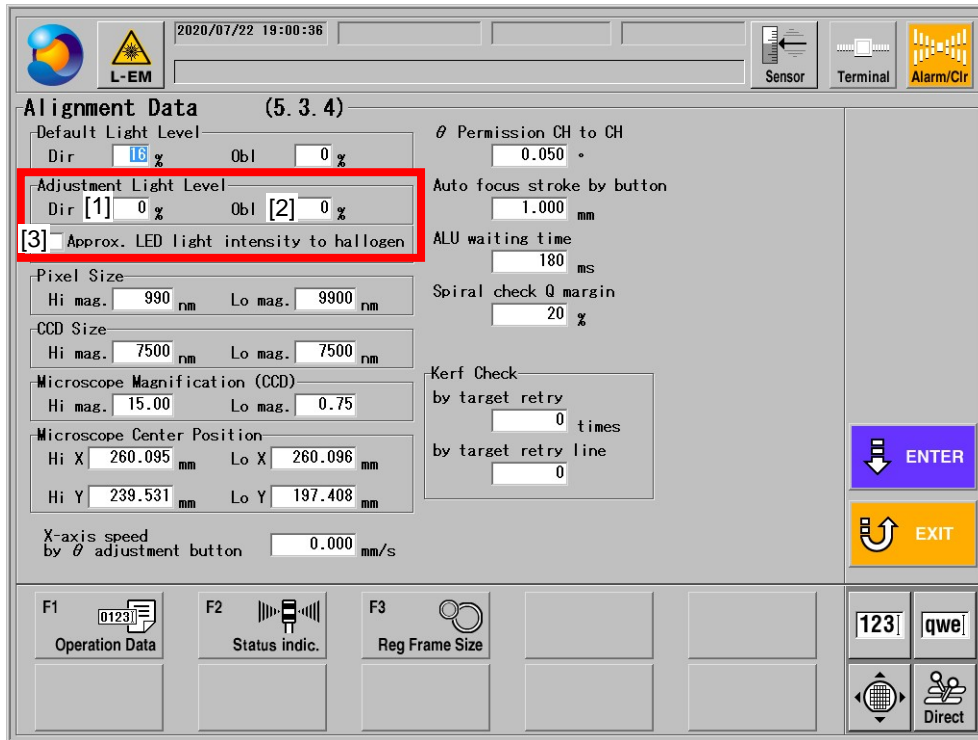 2020/07/22 19:00:36
L-EM
Sensor
Terminal
Alarm/Clr
Alignment Data (5.3.4)
Default Light Level
Dir 16 % Obl 0 %
Adjustment Light Level
Dir [1] 0 % Obl [2] 0 %
[3] Approx. LED light intensity to hallogen
Pixel Size
Hi mag. 990 nm Lo mag. 9900 nm
CCD Size
Hi mag. 7500 nm Lo mag. 7500 nm
Microscope Magnification (CCD)
Hi mag. 15.00 Lo mag. 0.75
Microscope Center Position
Hi X 260.095 mm Lo X 260.096 mm
Hi Y 239.531 mm Lo Y 197.408 mm
X-axis speed
by θ adjustment button 0.000 mm/s
θ Permission CH to CH
0.050 °
Auto focus stroke by button
1.000 mm
ALU waiting time
180 ms
Spiral check Q margin
20 %
Kerf Check
by target retry
0 times
by target retry line
0
ENTER
EXIT
F1 0123
Operation Data
F2
Status indic.
F3
Reg Frame Size
123
qwe
Direct